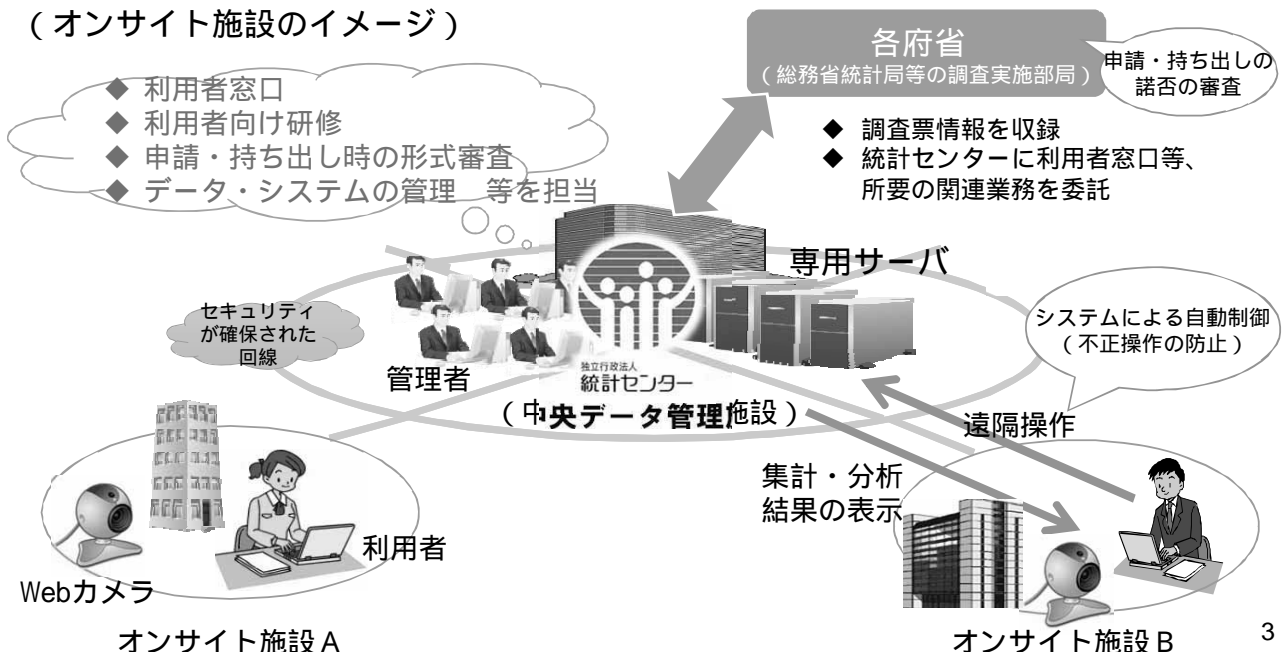 （オンサイト施設のイメージ）
各府省
（総務省統計局等の調査実施部局）
申請・持ち出しの
諾否の審査
◆ 利用者窓口
◆ 利用者向け研修
◆ 申請・持ち出し時の形式審査
◆ データ・システムの管理　等を担当
◆ 調査票情報を収録
◆ 統計センターに利用者窓口等、
所要の関連業務を委託
専用サーバ
セキュリティ
が確保された
回線
システムによる自動制御
（不正操作の防止）
管理者
独立行政法人
統計センター
（中央データ管理施設）
遠隔操作
集計・分析
結果の表示
利用者
Webカメラ
オンサイト施設A
オンサイト施設B
3